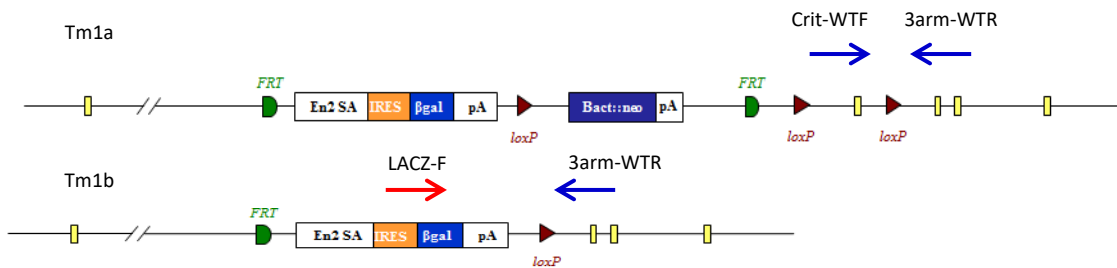 Crit-WTF 3arm-WTR
Tm1a
FRT FRT
En2 SA IRES βgal pA Bact::neo pA
loxP loxP loxP
LACZ-F 3arm-WTR
Tm1b
FRT
En2 SA IRES βgal pA
loxP